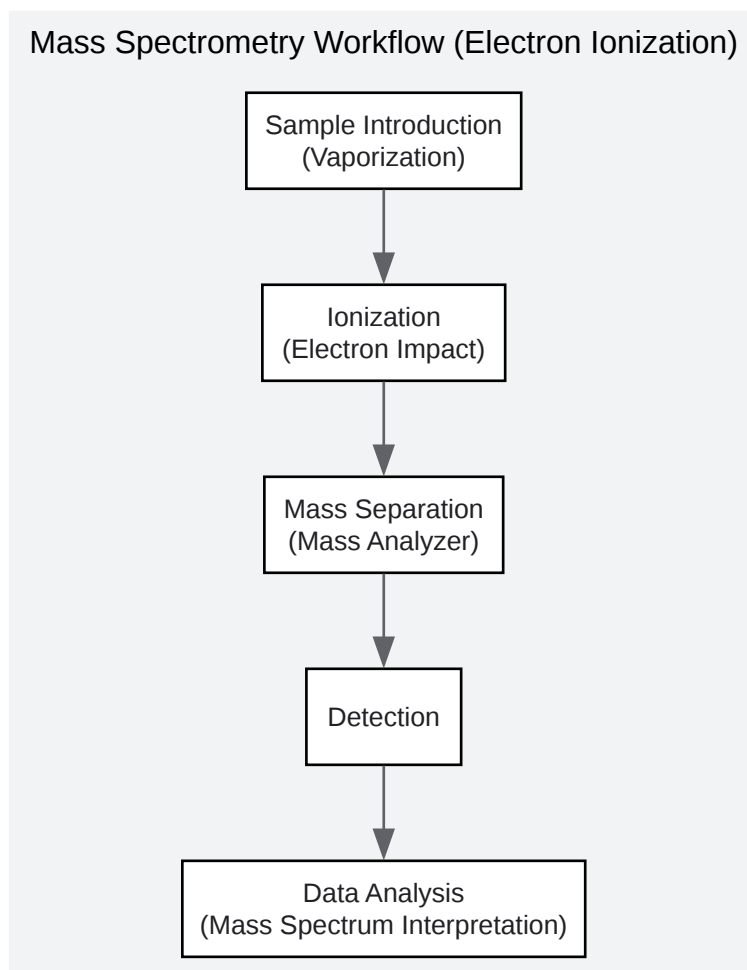 Mass Spectrometry Workflow (Electron Ionization)
Sample Introduction
(Vaporization)
Ionization
(Electron Impact)
Mass Separation
(Mass Analyzer)
Detection
Data Analysis
(Mass Spectrum Interpretation)